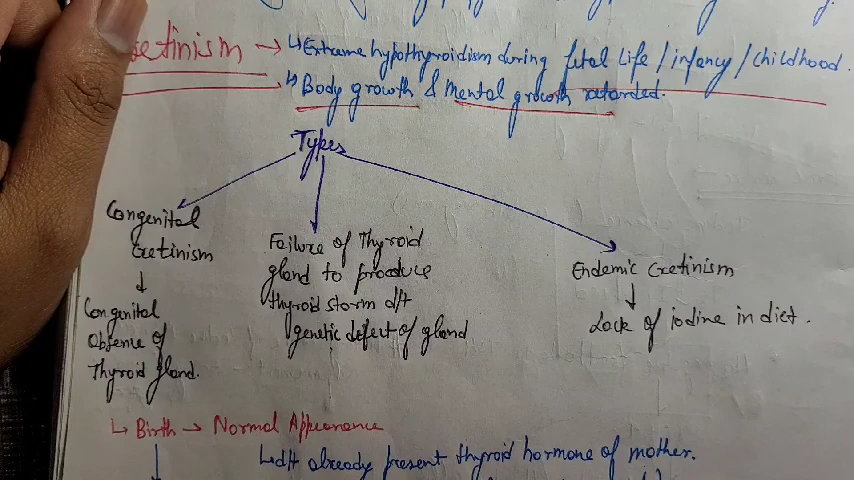 cretinism → ↳ Extreme hypothyroidism during fetal life / infancy / childhood.
↳ Body growth & Mental growth retarded.
Types
Congenital
Cretinism
↓
Congenital
Absence of
Thyroid gland.
Failure of Thyroid
gland to produce
thyroid storm d/t
genetic defect of gland
Endemic Cretinism
↓
Lack of iodine in diet.
↳ Birth → Normal Appearance
↳ d/t already present thyroid hormone of mother.